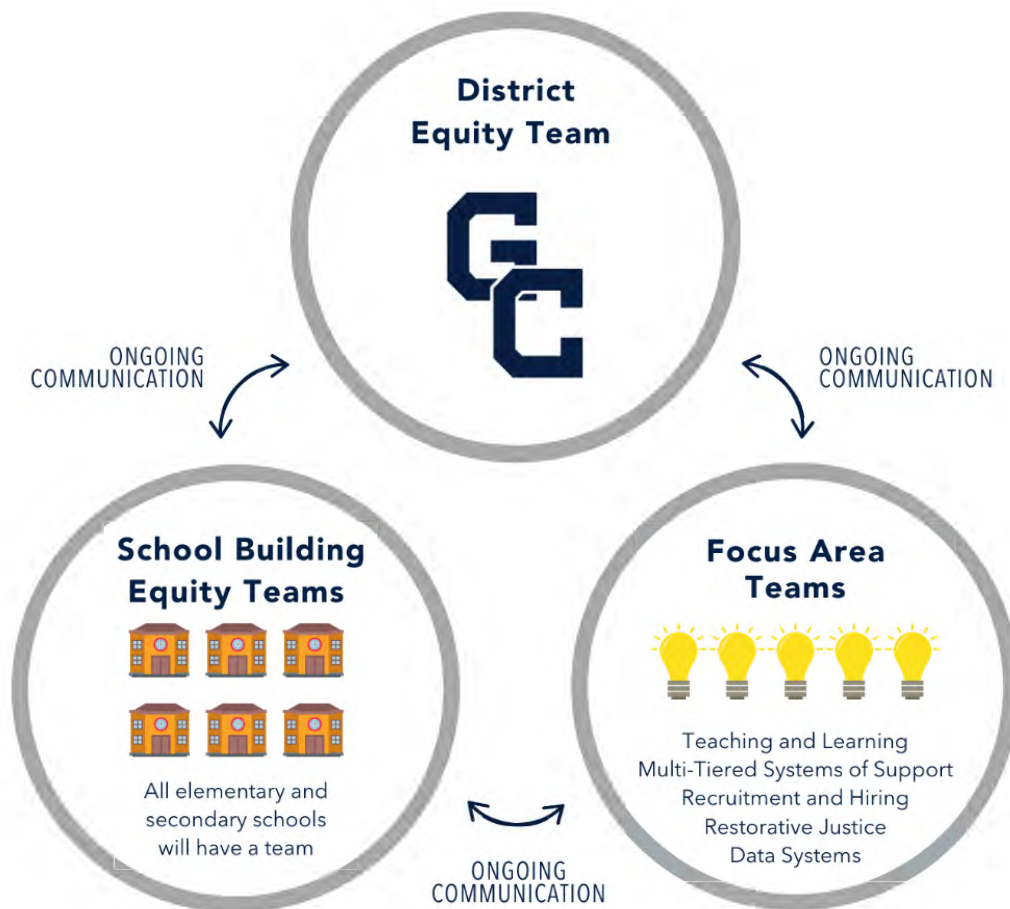 District
Equity Team
GC
ONGOING
COMMUNICATION
ONGOING
COMMUNICATION
School Building
Equity Teams
All elementary and
secondary schools
will have a team
Focus Area
Teams
Teaching and Learning
Multi-Tiered Systems of Support
Recruitment and Hiring
Restorative Justice
Data Systems
ONGOING
COMMUNICATION